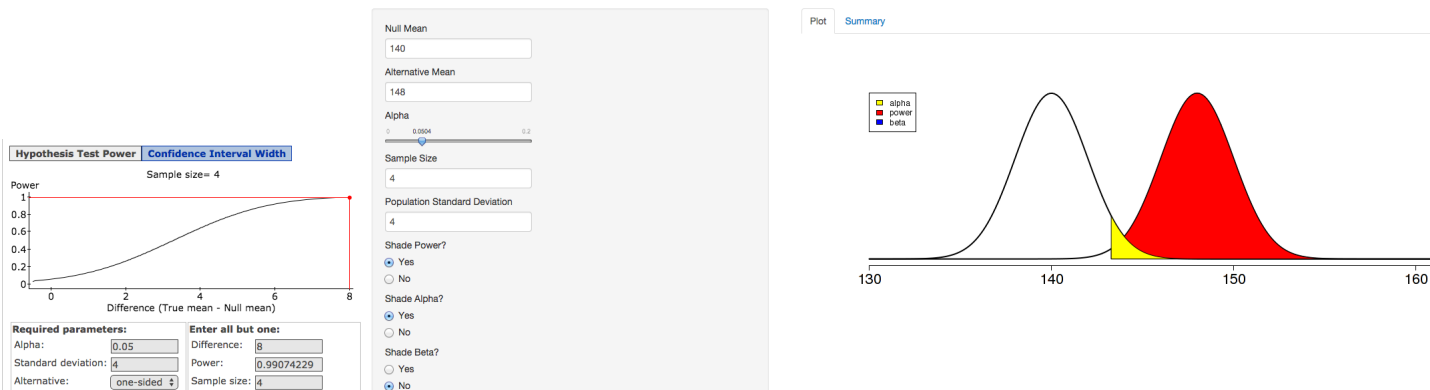 Hypothesis Test Power Confidence Interval Width
Sample size= 4
Power
1
0.8
0.6
0.4
0.2
0
0 2 4 6 8
Difference (True mean - Null mean)
Required parameters:
Alpha: 0.05
Standard deviation: 4
Alternative: one-sided
Enter all but one:
Difference: 8
Power: 0.99074229
Sample size: 4
Null Mean
140
Alternative Mean
148
Alpha
0 0.0504 0.2
Sample Size
4
Population Standard Deviation
4
Shade Power?
Yes
No
Shade Alpha?
Yes
No
Shade Beta?
Yes
No
Plot Summary
alpha
power
beta
130 140 150 160